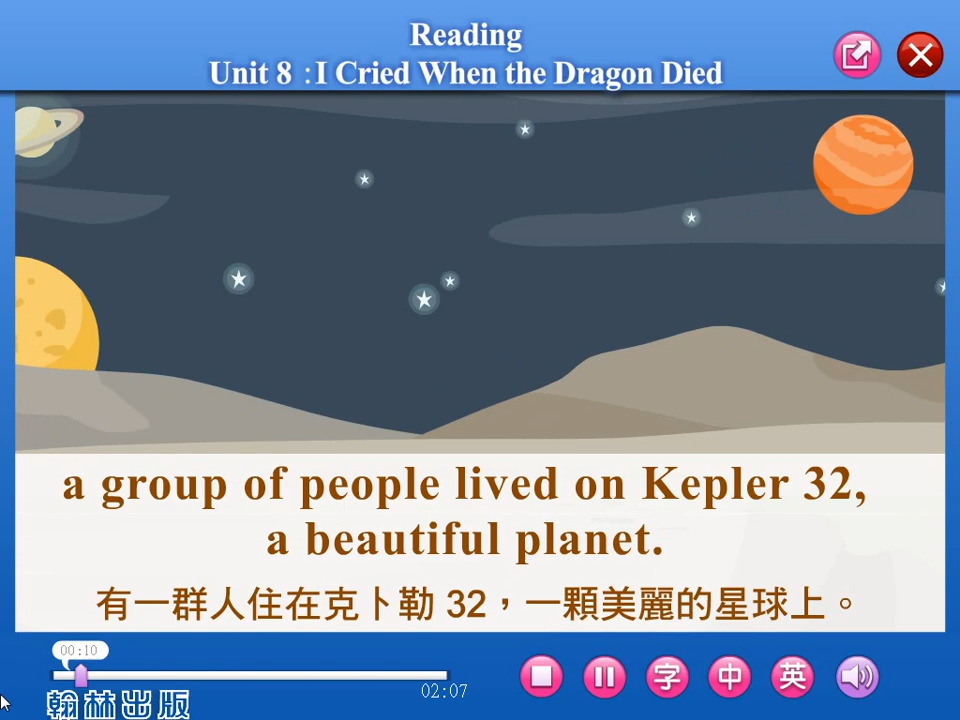 Reading
Unit 8 : I Cried When the Dragon Died
a group of people lived on Kepler 32,
a beautiful planet.
有一群人住在克卜勒 32，一顆美麗的星球上。
00:10
02:07
翰林出版
字 中 英